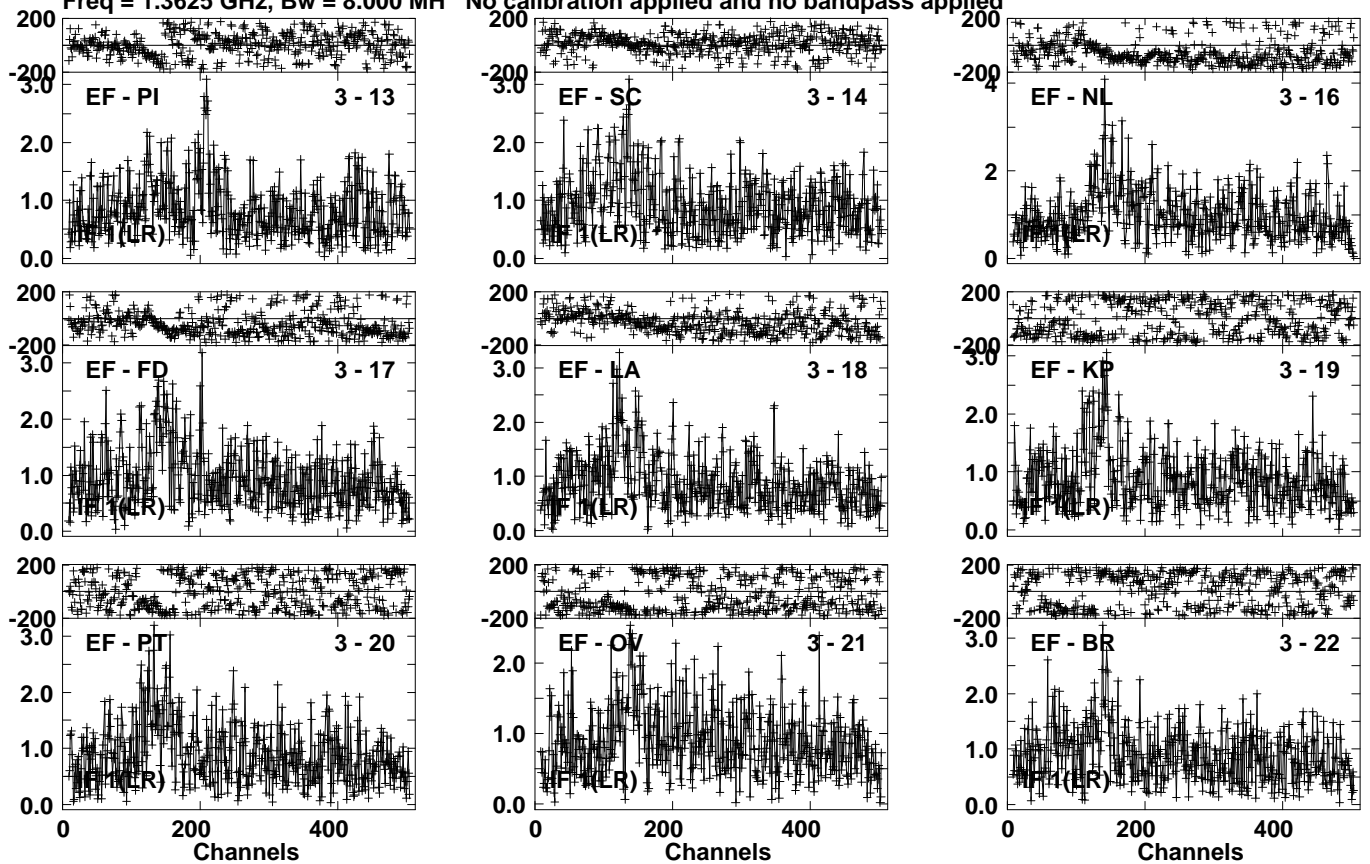 Freq = 1.3625 GHz, Bw = 8.000 MH No calibration applied and no bandpass applied
200
-200
3.0
2.0
1.0
0.0
EF - PI 3 - 13
IF 1(LR)
200
-200
3.0
2.0
1.0
0.0
EF - SC 3 - 14
IF 1(LR)
200
-200
4
2
0
EF - NL 3 - 16
IF 1(LR)
200
-200
3.0
2.0
1.0
0.0
EF - FD 3 - 17
IF 1(LR)
200
-200
3.0
2.0
1.0
0.0
EF - LA 3 - 18
IF 1(LR)
200
-200
3.0
2.0
1.0
0.0
EF - KP 3 - 19
IF 1(LR)
200
-200
3.0
2.0
1.0
0.0
EF - PT 3 - 20
IF 1(LR)
0 200 400
Channels
200
-200
2.0
1.0
0.0
EF - OV 3 - 21
IF 1(LR)
0 200 400
Channels
200
-200
3.0
2.0
1.0
0.0
EF - BR 3 - 22
IF 1(LR)
0 200 400
Channels